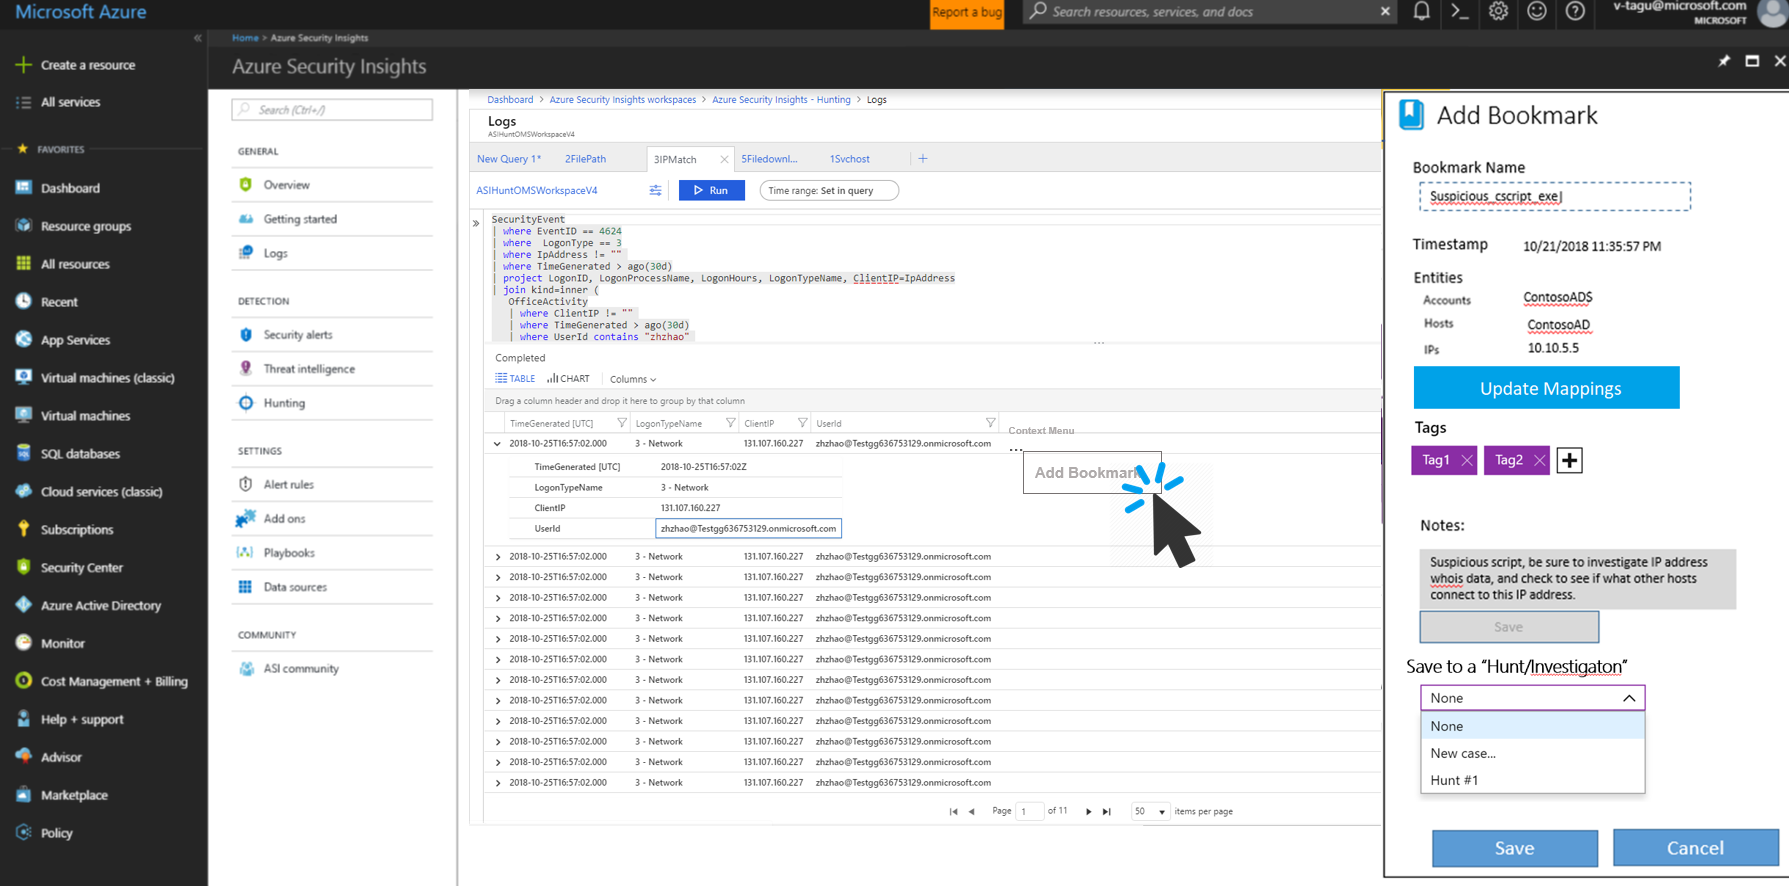 Microsoft Azure
Report a bug
Search resources, services, and docs
v-tagu@microsoft.com
MICROSOFT
Home > Azure Security Insights
Azure Security Insights
Create a resource
All services
FAVORITES
Dashboard
Resource groups
All resources
Recent
App Services
Virtual machines (classic)
Virtual machines
SQL databases
Cloud services (classic)
Subscriptions
Security Center
Azure Active Directory
Monitor
Cost Management + Billing
Help + support
Advisor
Marketplace
Policy
Search (Ctrl+/)
GENERAL
Overview
Getting started
Logs
DETECTION
Security alerts
Threat intelligence
Hunting
SETTINGS
Alert rules
Add ons
Playbooks
Data sources
COMMUNITY
ASI community
Dashboard > Azure Security Insights workspaces > Azure Security Insights - Hunting > Logs
Logs
ASIHuntOMSWorkspaceV4
New Query 1* 2FilePath 3IPMatch 5Filedownl... 1Svchost +
ASIHuntOMSWorkspaceV4 Run Time range: Set in query
SecurityEvent
| where EventID == 4624
| where LogonType == 3
| where IpAddress != ""
| where TimeGenerated > ago(30d)
| project LogonID, LogonProcessName, LogonHours, LogonTypeName, ClientIP=IpAddress
| join kind=inner (
OfficeActivity
| where ClientIP != ""
| where TimeGenerated > ago(30d)
| where UserId contains "zhzhao"
Completed
TABLE CHART Columns
Drag a column header and drop it here to group by that column
TimeGenerated [UTC] LogonTypeName ClientIP UserId
Context Menu
2018-10-25T16:57:02.000 3 - Network 131.107.160.227 zhzhao@Testgg636753129.onmicrosoft.com
...
Add Bookmark
TimeGenerated [UTC] 2018-10-25T16:57:02Z
LogonTypeName 3 - Network
ClientIP 131.107.160.227
UserId zhzhao@Testgg636753129.onmicrosoft.com
2018-10-25T16:57:02.000 3 - Network 131.107.160.227 zhzhao@Testgg636753129.onmicrosoft.com
2018-10-25T16:57:02.000 3 - Network 131.107.160.227 zhzhao@Testgg636753129.onmicrosoft.com
2018-10-25T16:57:02.000 3 - Network 131.107.160.227 zhzhao@Testgg636753129.onmicrosoft.com
2018-10-25T16:57:02.000 3 - Network 131.107.160.227 zhzhao@Testgg636753129.onmicrosoft.com
2018-10-25T16:57:02.000 3 - Network 131.107.160.227 zhzhao@Testgg636753129.onmicrosoft.com
2018-10-25T16:57:02.000 3 - Network 131.107.160.227 zhzhao@Testgg636753129.onmicrosoft.com
2018-10-25T16:57:02.000 3 - Network 131.107.160.227 zhzhao@Testgg636753129.onmicrosoft.com
2018-10-25T16:57:02.000 3 - Network 131.107.160.227 zhzhao@Testgg636753129.onmicrosoft.com
2018-10-25T16:57:02.000 3 - Network 131.107.160.227 zhzhao@Testgg636753129.onmicrosoft.com
2018-10-25T16:57:02.000 3 - Network 131.107.160.227 zhzhao@Testgg636753129.onmicrosoft.com
2018-10-25T16:57:02.000 3 - Network 131.107.160.227 zhzhao@Testgg636753129.onmicrosoft.com
2018-10-25T16:57:02.000 3 - Network 131.107.160.227 zhzhao@Testgg636753129.onmicrosoft.com
Page 1 of 11 50 items per page
Add Bookmark
Bookmark Name
Suspicious_cscript_exe
Timestamp 10/21/2018 11:35:57 PM
Entities
Accounts ContosoAD$
Hosts ContosoAD
IPs 10.10.5.5
Update Mappings
Tags
Tag1 Tag2
Notes:
Suspicious script, be sure to investigate IP address
whois data, and check to see if what other hosts
connect to this IP address.
Save
Save to a "Hunt/Investigaton"
None
None
New case...
Hunt #1
Save Cancel